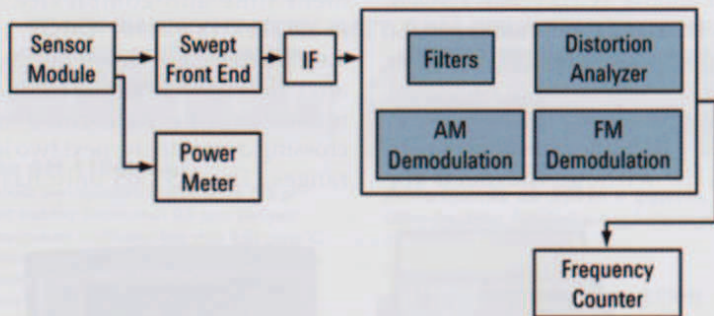 Sensor
Module
Swept
Front End
IF
Filters
Distortion
Analyzer
AM
Demodulation
FM
Demodulation
Power
Meter
Frequency
Counter